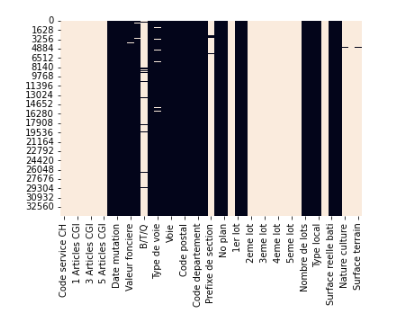 0
1628
3256
4884
6512
8140
9768
11396
13024
14652
16280
17908
19536
21164
22792
24420
26048
27676
29304
30932
32560
Code service CH
1 Articles CGI
3 Articles CGI
5 Articles CGI
Date mutation
Valeur fonciere
B/T/Q
Type de voie
Voie
Code postal
Code departement
Prefixe de section
No plan
1er lot
2eme lot
3eme lot
4eme lot
5eme lot
Nombre de lots
Type local
Surface reelle bati
Nature culture
Surface terrain